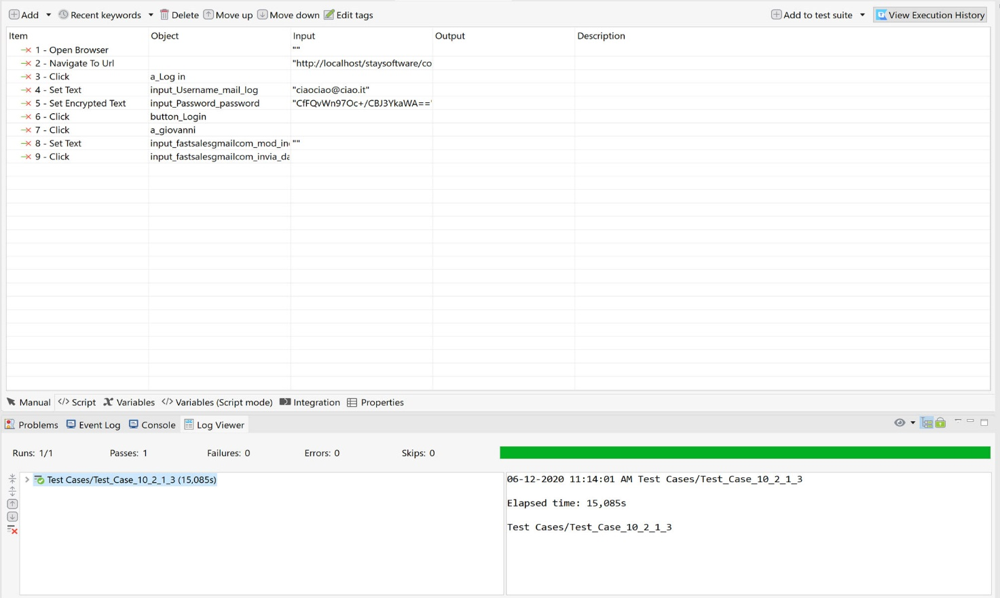 Add Recent keywords Delete Move up Move down Edit tags Add to test suite View Execution History
Item Object Input Output Description
1 - Open Browser ""
2 - Navigate To Url "http://localhost/staysoftware/co
3 - Click a_Log in
4 - Set Text input_Username_mail_log "ciaociao@ciao.it"
5 - Set Encrypted Text input_Password_password "CfFQvWn97Oc+/CBJ3YkaWA=="
6 - Click button_Login
7 - Click a_giovanni
8 - Set Text input_fastsalesgmailcom_mod_in ""
9 - Click input_fastsalesgmailcom_invia_da
Manual </> Script Variables </> Variables (Script mode) Integration Properties
Problems Event Log Console Log Viewer
Runs: 1/1 Passes: 1 Failures: 0 Errors: 0 Skips: 0
Test Cases/Test_Case_10_2_1_3 (15,085s)
06-12-2020 11:14:01 AM Test Cases/Test_Case_10_2_1_3
Elapsed time: 15,085s
Test Cases/Test_Case_10_2_1_3